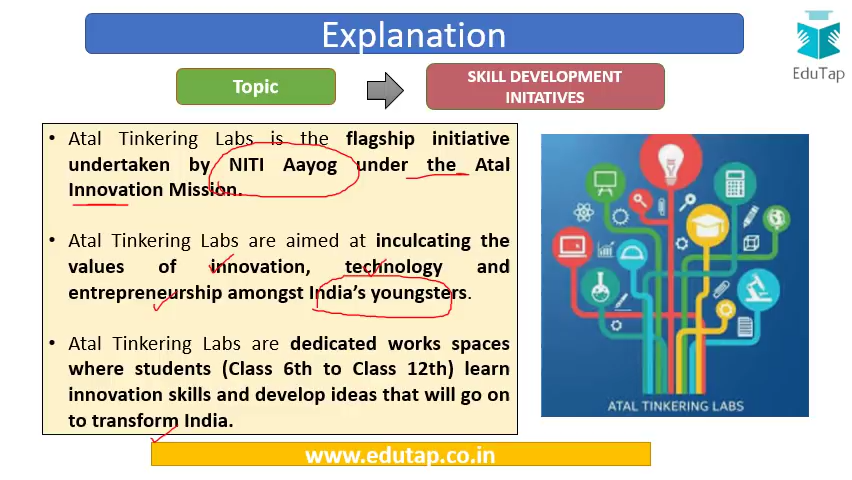 Explanation
EduTap
Topic
SKILL DEVELOPMENT
INITATIVES
• Atal Tinkering Labs is the flagship initiative
undertaken by NITI Aayog under the Atal
Innovation Mission.
• Atal Tinkering Labs are aimed at inculcating the
values of innovation, technology and
entrepreneurship amongst India's youngsters.
• Atal Tinkering Labs are dedicated works spaces
where students (Class 6th to Class 12th) learn
innovation skills and develop ideas that will go on
to transform India.
ATAL TINKERING LABS
www.edutap.co.in